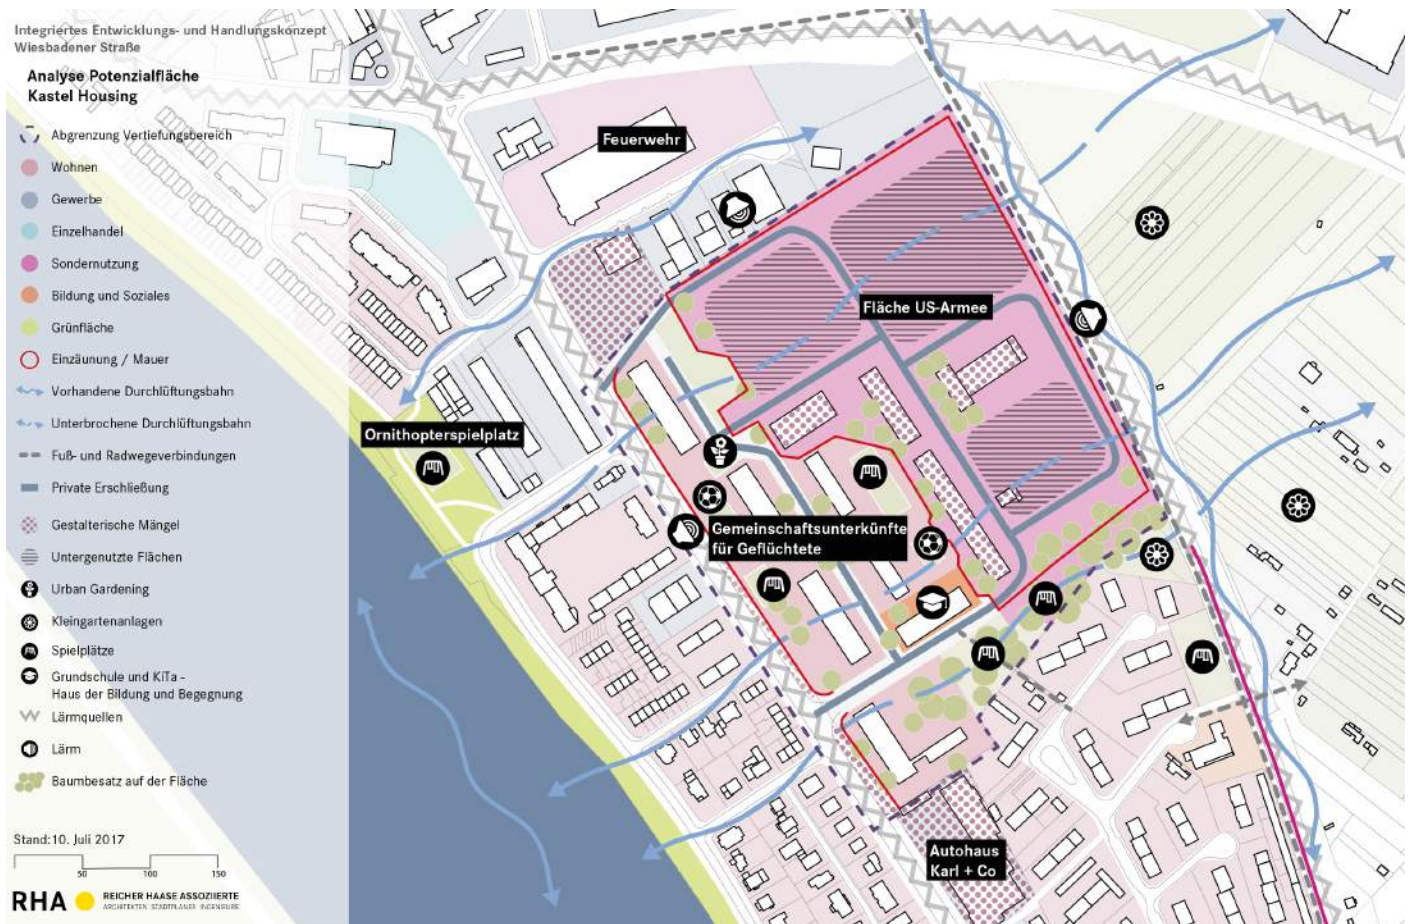 Integriertes Entwicklungs- und Handlungskonzept
Wiesbadener Straße
Analyse Potenzialfläche
Kastel Housing
Abgrenzung Vertiefungsbereich
Wohnen
Gewerbe
Einzelhandel
Sondernutzung
Bildung und Soziales
Grünfläche
Einzäunung / Mauer
Vorhandene Durchlüftungsbahn
Unterbrochene Durchlüftungsbahn
Fuß- und Radwegeverbindungen
Private Erschließung
Gestalterische Mängel
Untergenutzte Flächen
Urban Gardening
Kleingartenanlagen
Spielplätze
Grundschule und KiTa -
Haus der Bildung und Begegnung
Lärmquellen
Lärm
Baumbesatz auf der Fläche
Stand:10. Juli 2017
50 100 150
RHA
REICHER HAASE ASSOZIIERTE
ARCHITEKTEN STADTPLANER INGENIEURE
Feuerwehr
Fläche US-Armee
Ornithopterspielplatz
Gemeinschaftsunterkünfte
für Geflüchtete
Autohaus
Karl + Co